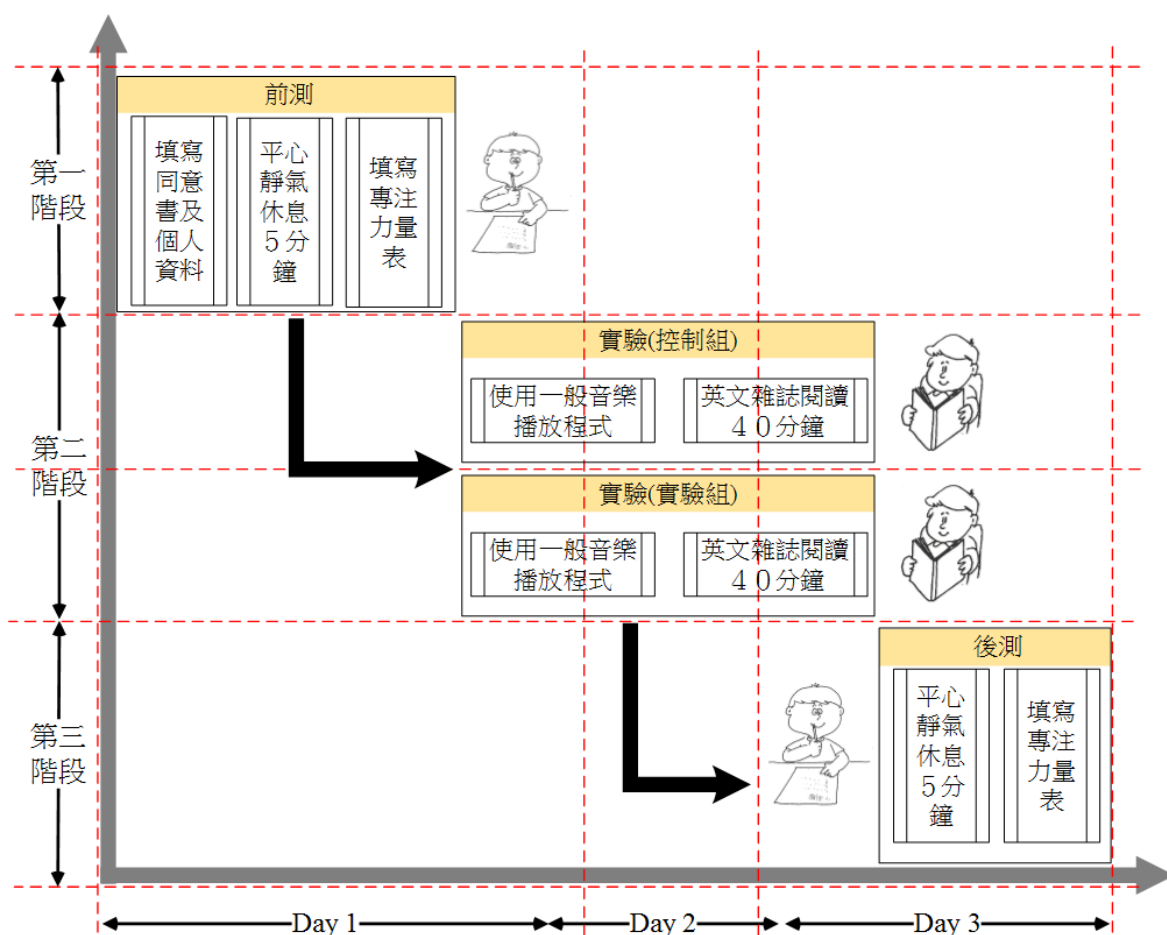 第一
階段
前測
填寫
同意
書及
個人
資料
平心
靜氣
休息
５分
鐘
填寫
專注
力量
表
第二
階段
實驗(控制組)
使用一般音樂
播放程式
英文雜誌閱讀
４０分鐘
實驗(實驗組)
使用一般音樂
播放程式
英文雜誌閱讀
４０分鐘
第三
階段
後測
平心
靜氣
休息
５分
鐘
填寫
專注
力量
表
Day 1
Day 2
Day 3